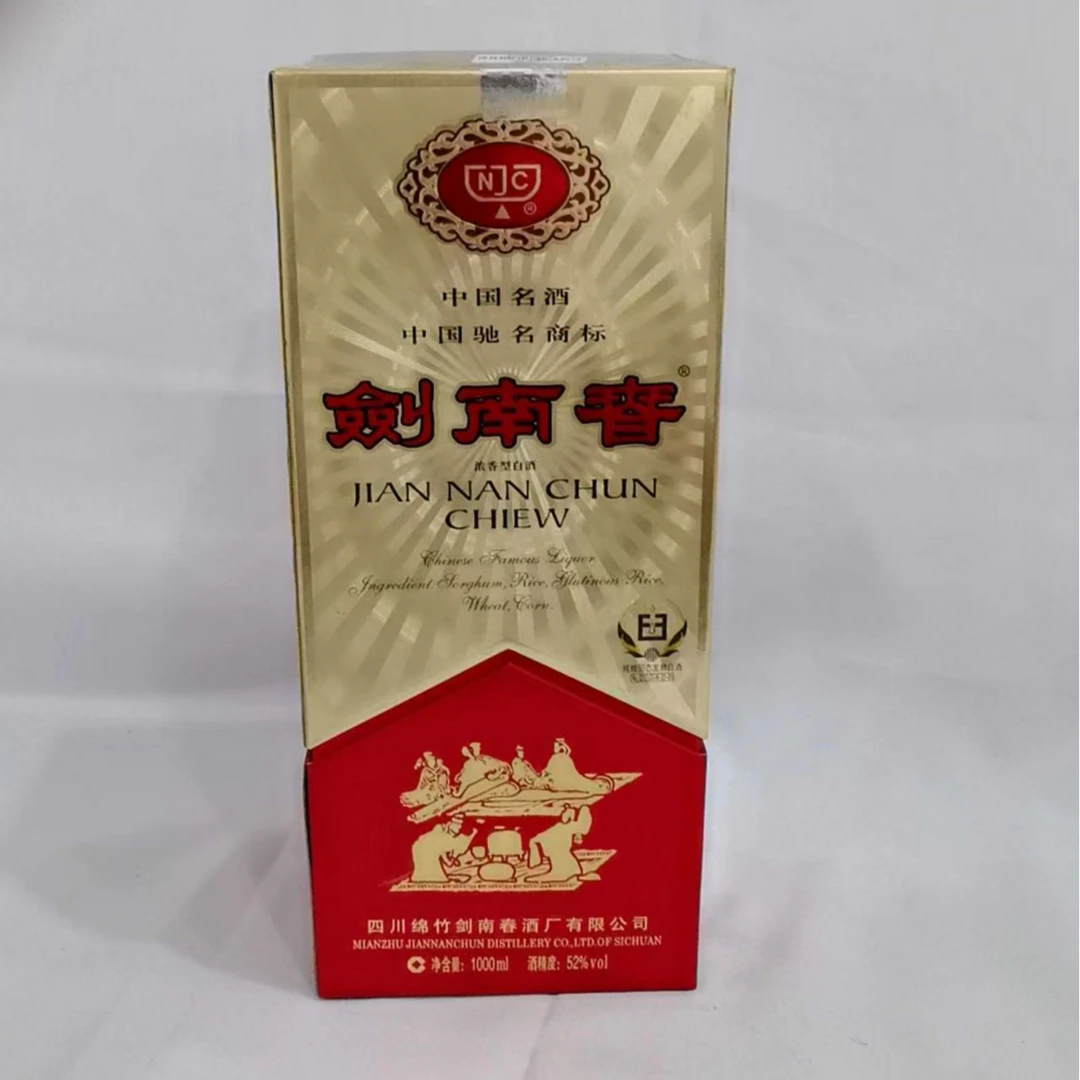 NJC
®
中国名酒
中国驰名商标
劍南春®
浓香型白酒
JIAN NAN CHUN
CHIEW
Chinese Famous Liquor
Ingredient:Sorghum, Rice, Glutinous Rice,
Wheat, Corn.
四川绵竹剑南春酒厂有限公司
MIANZHU JIANNANCHUN DISTILLERY CO.,LTD.OF SICHUAN
C 净含量: 1000ml 酒精度: 52%vol